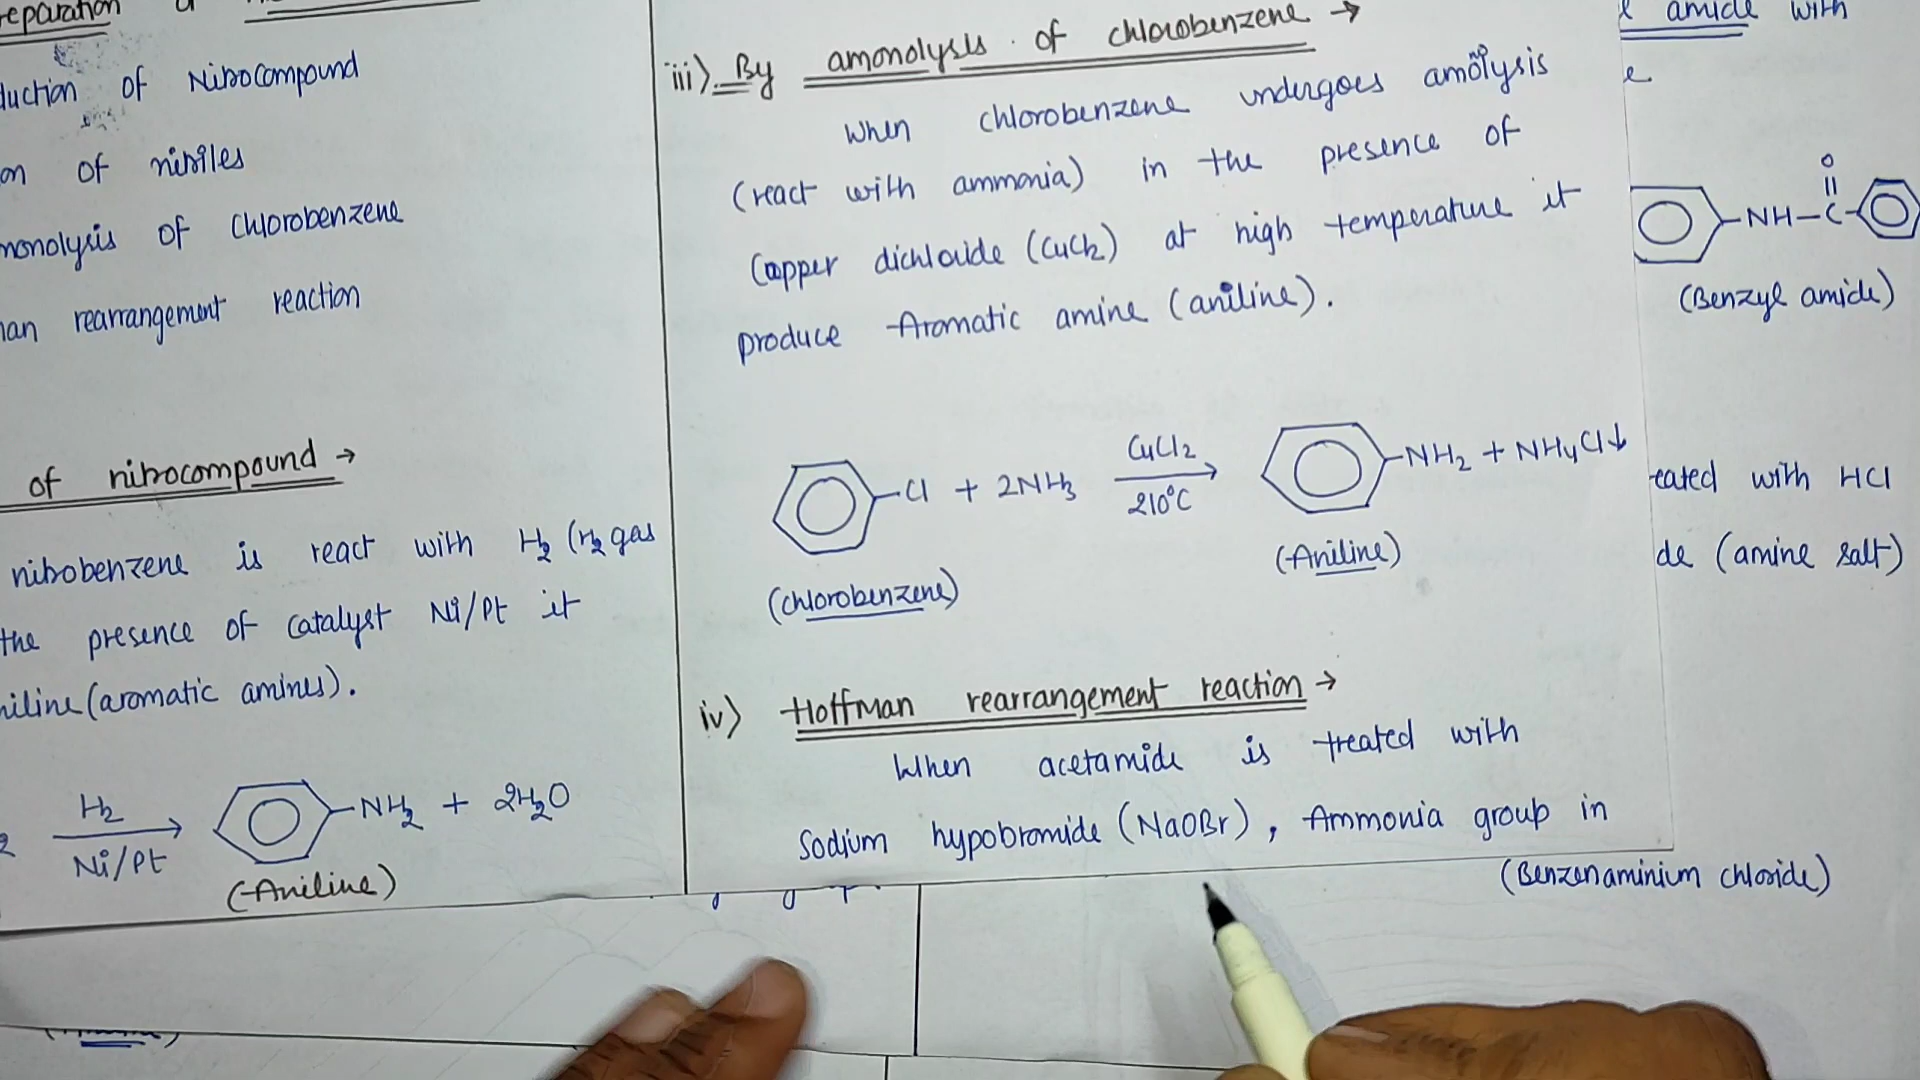 reparation
duction of Nitrocompound
on of nitriles
monolysis of Chlorobenzene
man rearrangement reaction
of nitrocompound →
nitrobenzene is react with H2 (H2 gas
the presence of catalyst Ni/Pt it
niline (aromatic amines).
H2
Ni/Pt
-NH2 + 2H2O
(Aniline)
iii) By amonolysis of chlorobenzene →
When chlorobenzene undergoes amonolysis
(react with ammonia) in the presence of
Copper dichloride (CuCl2) at high temperature it
produce Aromatic amine (aniline).
-Cl + 2NH3
CuCl2
210°C
-NH2 + NH4Cl↓
(chlorobenzene)
(Aniline)
iv) Hoffman rearrangement reaction →
When acetamide is treated with
Sodium hypobromide (NaOBr), Ammonia group in
amide with
e
O
||
-NH-C-
(Benzyl amide)
eated with HCl
de (amine salt)
(Benzenaminium chloride)